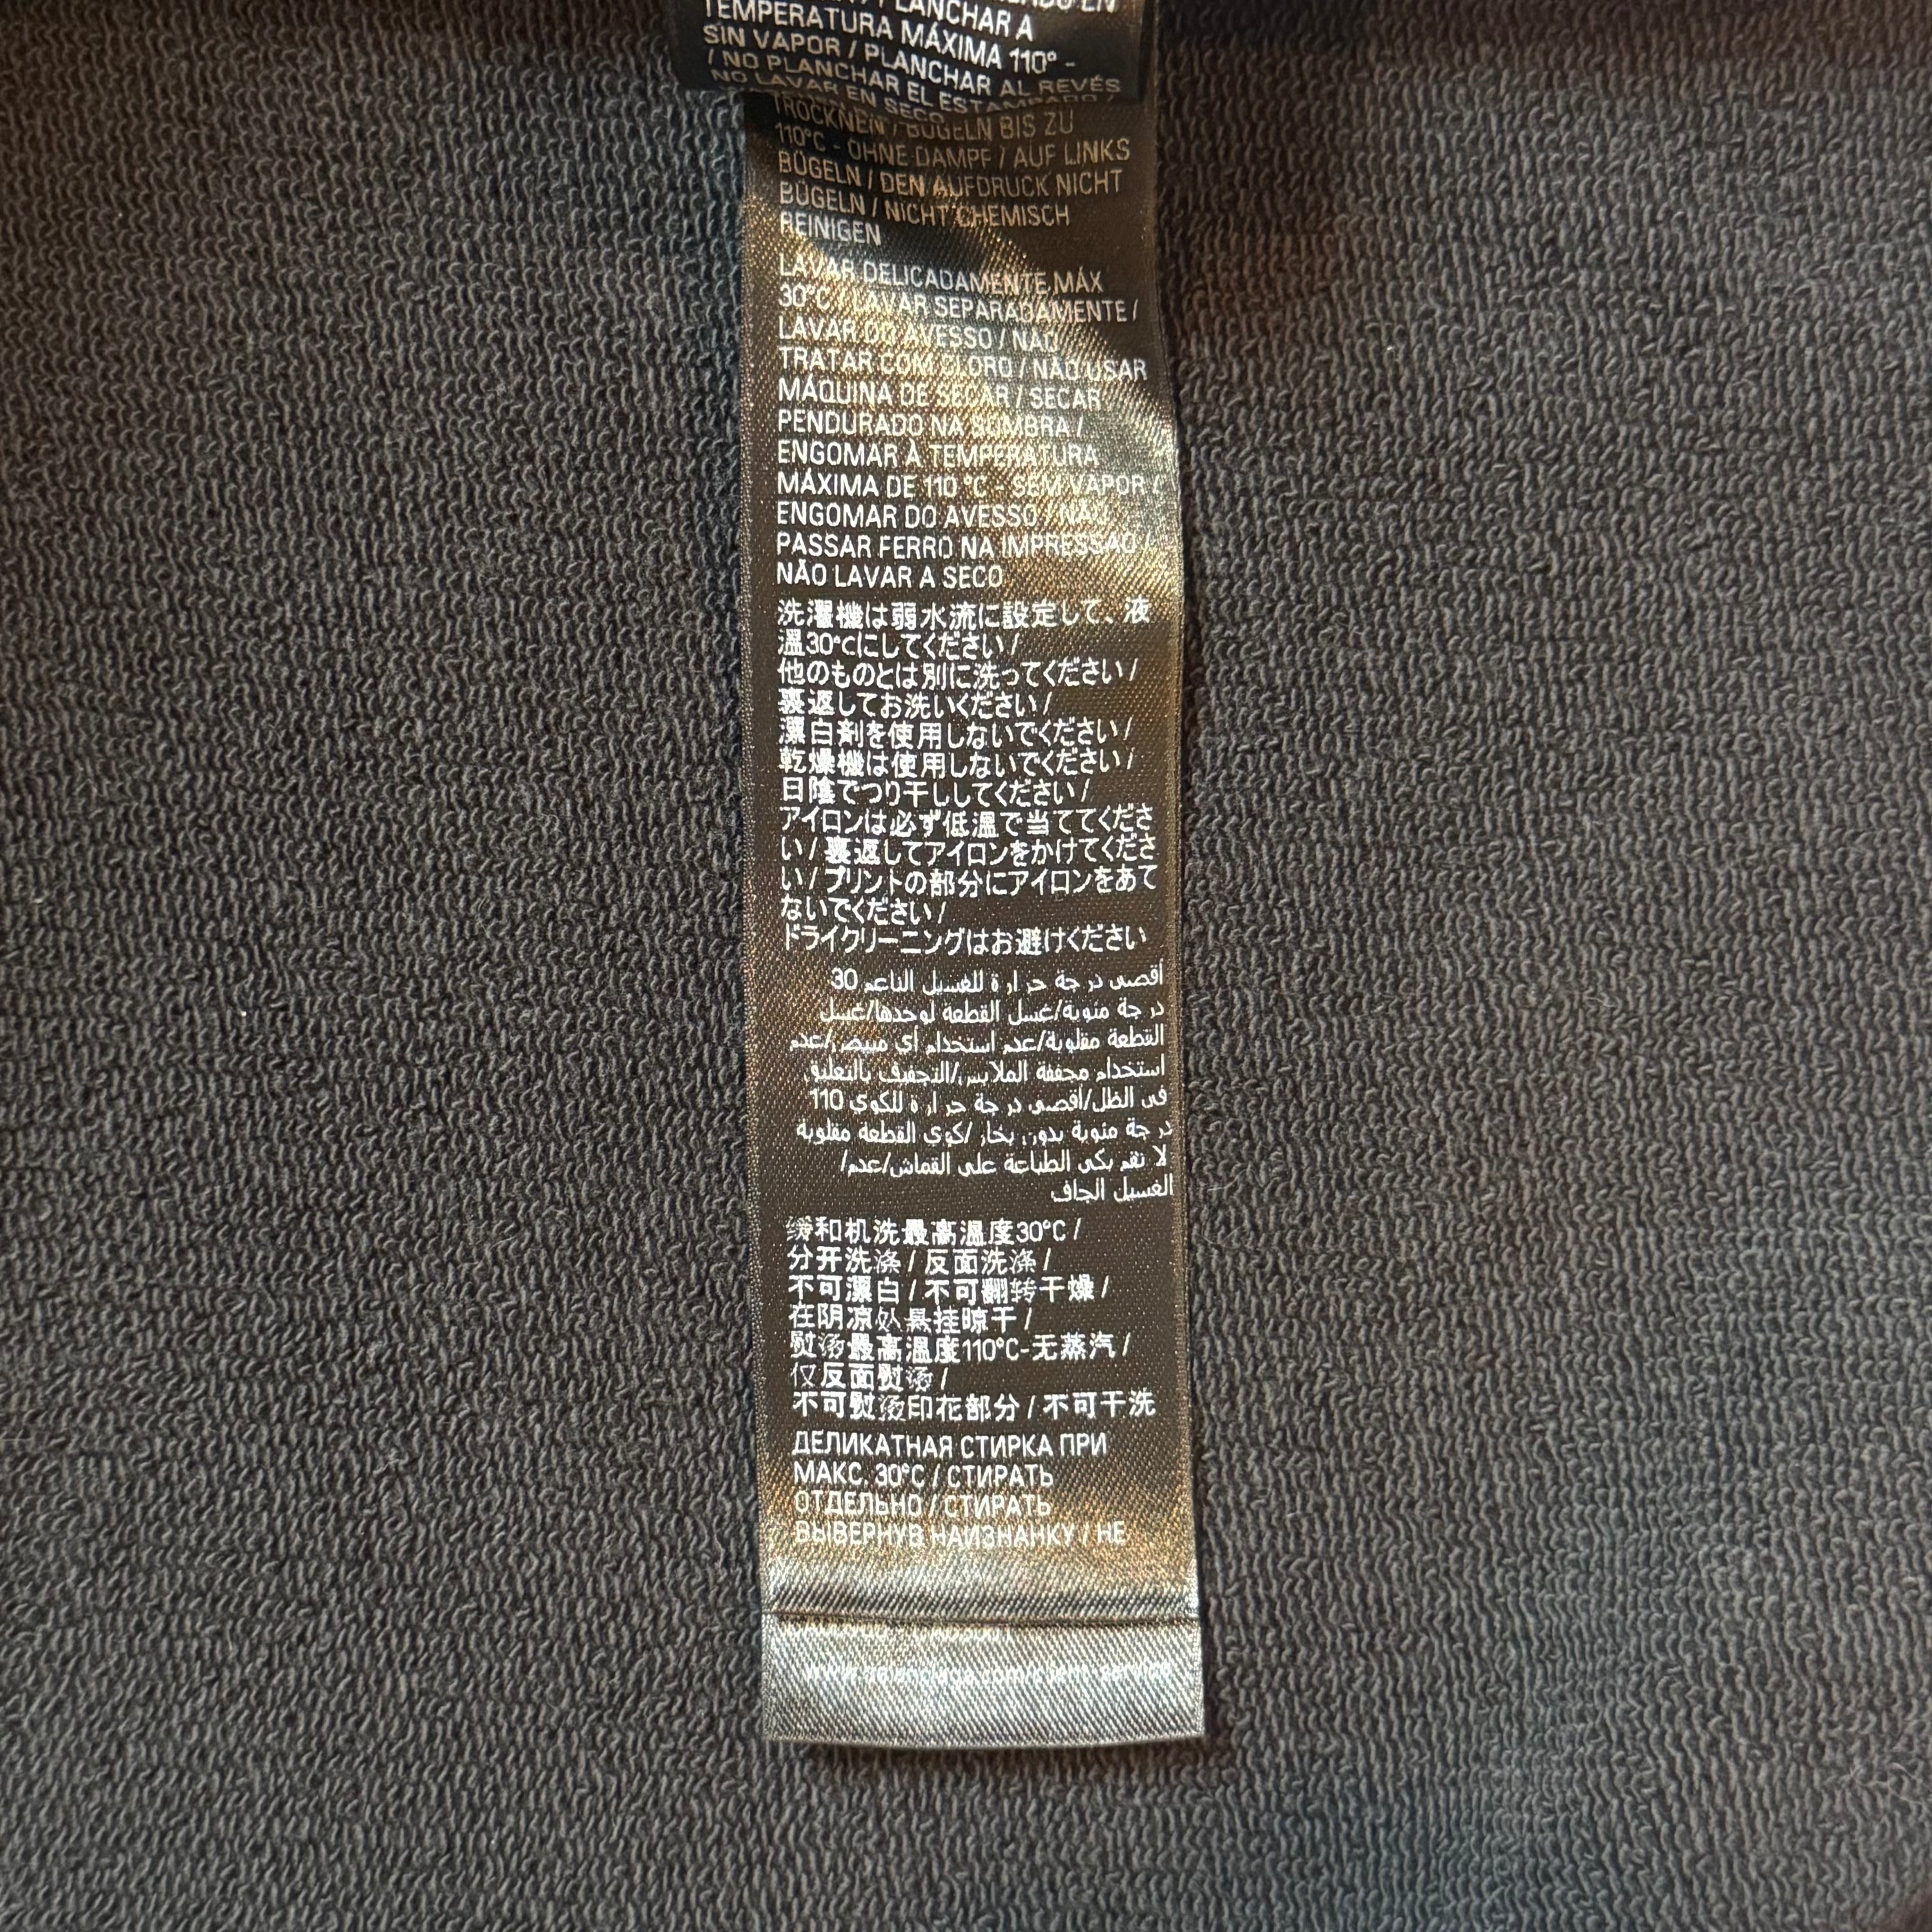 PLANCHAR A
TEMPERATURA MÁXIMA 110° -
SIN VAPOR / PLANCHAR AL REVÉS
/ NO PLANCHAR EL ESTAMPADO /
NO LAVAR EN SECO
TROCKNEN / BÜGELN BIS ZU
110°C - OHNE DAMPF / AUF LINKS
BÜGELN / DEN AUFDRUCK NICHT
BÜGELN / NICHT CHEMISCH
REINIGEN
LAVAR DELICADAMENTE,MÁX
30°C / LAVAR SEPARADAMENTE /
LAVAR DO AVESSO / NÃO
TRATAR COM CLORO / NÃO USAR
MÁQUINA DE SECAR / SECAR
PENDURADO NA SOMBRA /
ENGOMAR À TEMPERATURA
MÁXIMA DE 110 °C - SEM VAPOR /
ENGOMAR DO AVESSO / NÃO
PASSAR FERRO NA IMPRESSÃO /
NÃO LAVAR A SECO
洗濯機は弱水流に設定して、液
温30°Cにしてください /
他のものとは別に洗ってください /
裏返してお洗いください /
漂白剤を使用しないでください /
乾燥機は使用しないでください /
日陰でつり干ししてください /
アイロンは必ず低温で当ててくださ
い / 裏返してアイロンをかけてくださ
い / プリントの部分にアイロンをあて
ないでください /
ドライクリーニングはお避けください
أقصى درجة حرارة للغسيل الناعم 30
درجة مئوية/غسل القطعة لوحدها/غسل
القطعة مقلوبة/عدم استخدام أي مبيض/عدم
استخدام مجففة الملابس/التجفيف بالتعليق
في الظل/أقصى درجة حرارة للكوي 110
درجة مئوية بدون بخار /كوي القطعة مقلوبة
لا تقم بكي الطباعة على القماش/عدم/
الغسيل الجاف
缓和机洗最高温度30°C /
分开洗涤 / 反面洗涤 /
不可漂白 / 不可翻转干燥 /
在阴凉处悬挂晾干 /
熨烫最高温度110°C-无蒸汽 /
仅反面熨烫 /
不可熨烫印花部分 / 不可干洗
ДЕЛИКАТНАЯ СТИРКА ПРИ
МАКС. 30°C / СТИРАТЬ
ОТДЕЛЬНО / СТИРАТЬ
ВЫВЕРНУВ НАИЗНАНКУ / НЕ
www.balenciaga.com/client-service